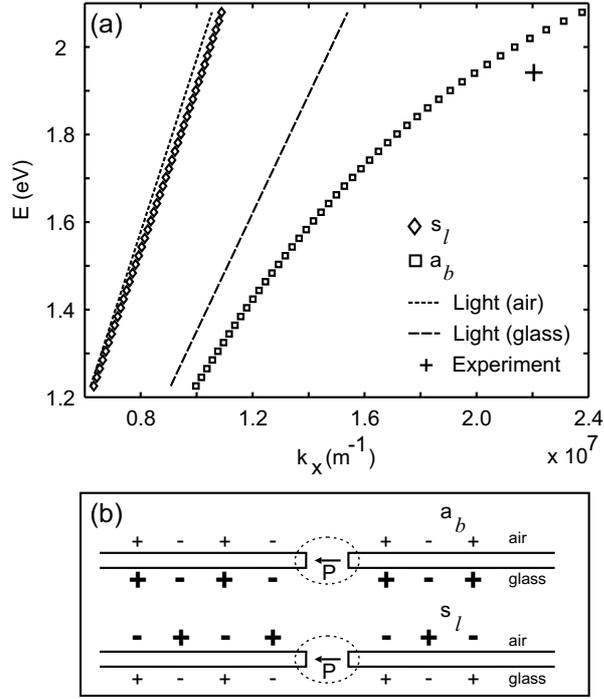 (a)
2
1.8
1.6
1.4
1.2
E (eV)
s_l
a_b
Light (air)
Light (glass)
+ Experiment
0.8 1.2 1.6 2.0 2.4
k_x (m^-1) x 10^7
(b) a_b
+ - + - + - + air
P
+ - + - + - + glass
s_l
- + - + - + - air
P
+ - + - + - + glass